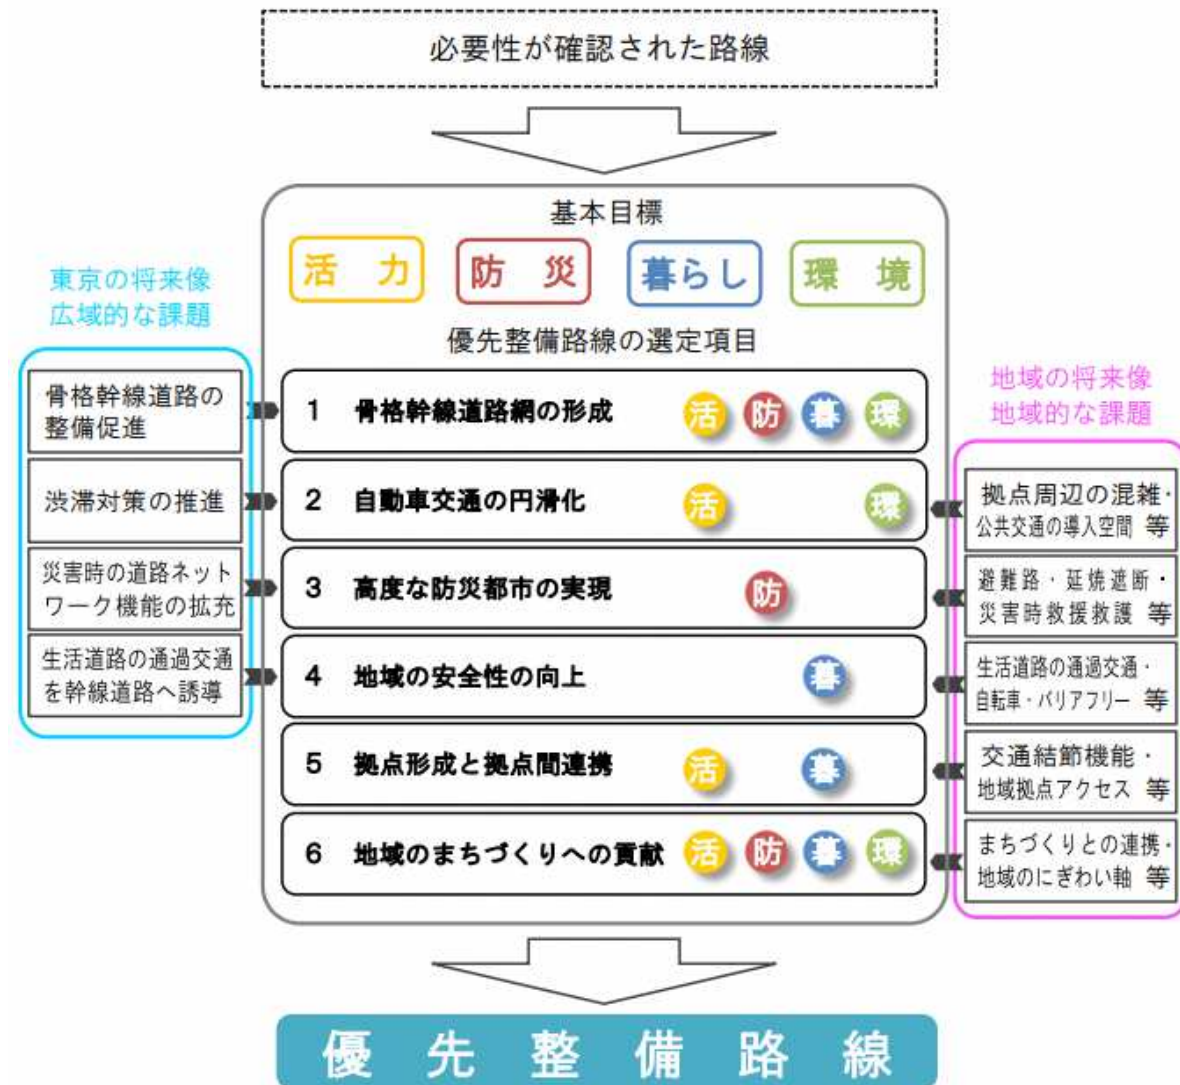 必要性が確認された路線
基本目標
活 力
防 災
暮らし
環 境
優先整備路線の選定項目
東京の将来像
広域的な課題
骨格幹線道路の
整備促進
渋滞対策の推進
災害時の道路ネット
ワーク機能の拡充
生活道路の通過交通
を幹線道路へ誘導
1 骨格幹線道路網の形成 活 防 暮 環
2 自動車交通の円滑化 活 環
3 高度な防災都市の実現 防
4 地域の安全性の向上 暮
5 拠点形成と拠点間連携 活 暮
6 地域のまちづくりへの貢献 活 防 暮 環
地域の将来像
地域的な課題
拠点周辺の混雑・
公共交通の導入空間 等
避難路・延焼遮断・
災害時救援救護 等
生活道路の通過交通・
自転車・バリアフリー 等
交通結節機能・
地域拠点アクセス 等
まちづくりとの連携・
地域のにぎわい軸 等
優先整備路線